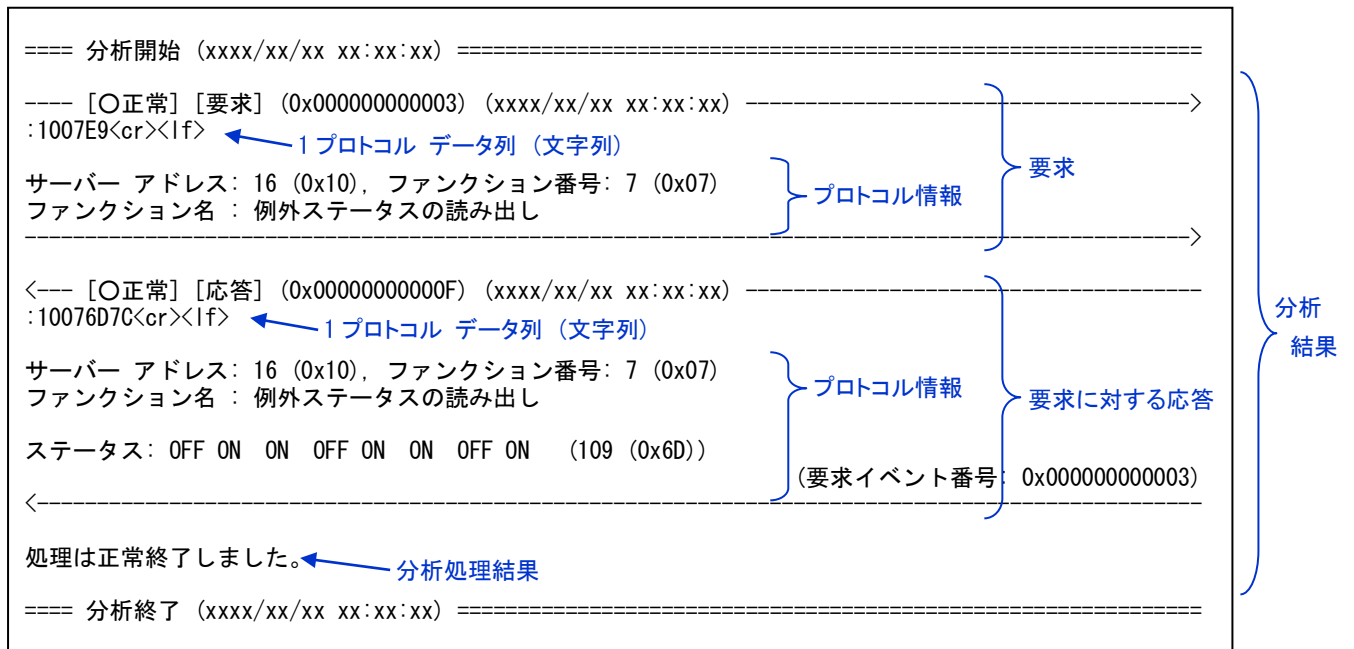 ==== 分析開始 (xxxx/xx/xx xx:xx:xx) ==============================================================
---- [〇正常] [要求] (0x000000000003) (xxxx/xx/xx xx:xx:xx) ------------------------------------->
:1007E9<cr><lf>
1プロトコル データ列 (文字列)
サーバー アドレス: 16 (0x10), ファンクション番号: 7 (0x07)
ファンクション名 : 例外ステータスの読み出し
プロトコル情報
要求
------------------------------------------------------------------------------------------------->
<--- [〇正常] [応答] (0x00000000000F) (xxxx/xx/xx xx:xx:xx) --------------------------------------
:10076D7C<cr><lf>
1プロトコル データ列 (文字列)
サーバー アドレス: 16 (0x10), ファンクション番号: 7 (0x07)
ファンクション名 : 例外ステータスの読み出し
プロトコル情報
要求に対する応答
ステータス: OFF ON  ON  OFF ON  ON  OFF ON   (109 (0x6D))
(要求イベント番号: 0x000000000003)
<-------------------------------------------------------------------------------------------------
分析
結果
処理は正常終了しました。
分析処理結果
==== 分析終了 (xxxx/xx/xx xx:xx:xx) ==============================================================